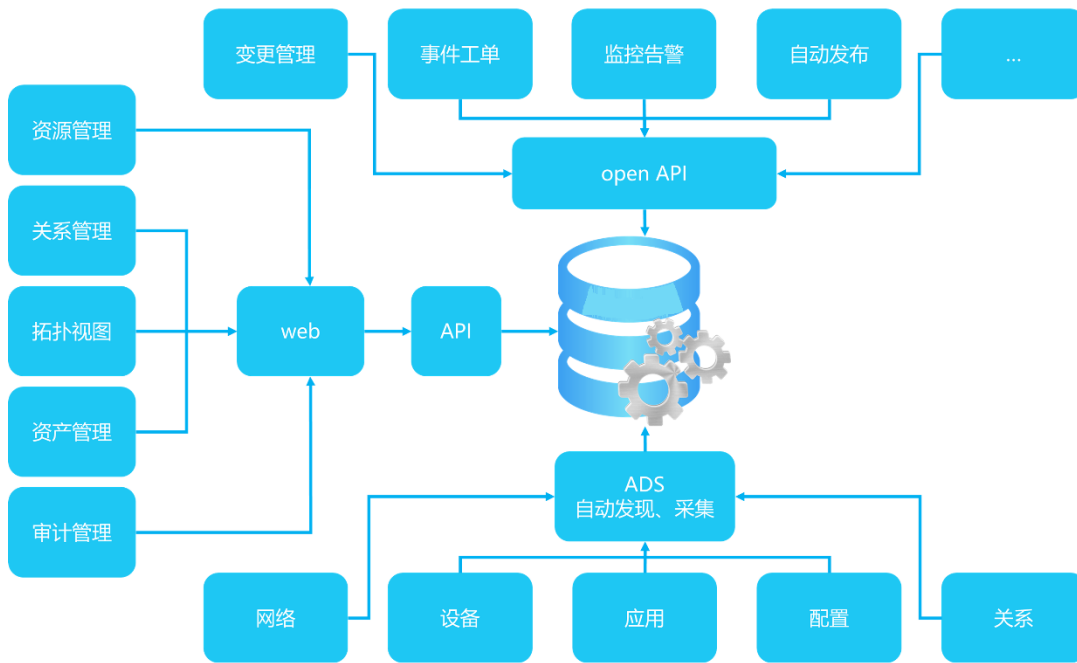 变更管理
事件工单
监控告警
自动发布
...
资源管理
open API
关系管理
拓扑视图
web
API
资产管理
ADS
自动发现、采集
审计管理
网络
设备
应用
配置
关系